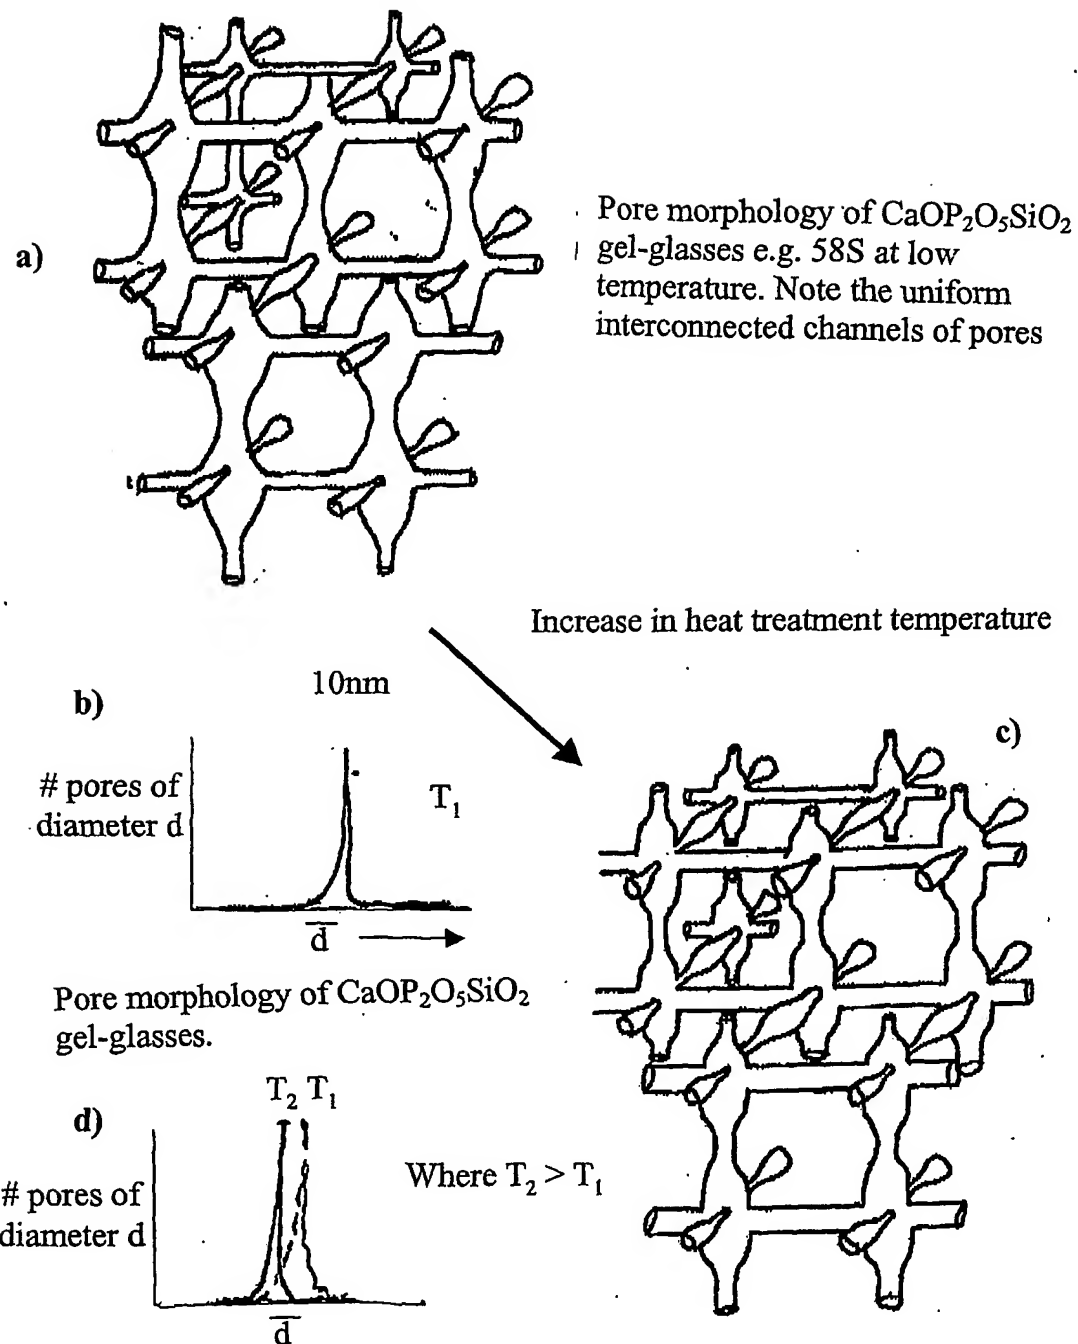 a)
Pore morphology of CaOP₂O₅SiO₂
gel-glasses e.g. 58S at low
temperature. Note the uniform
interconnected channels of pores
Increase in heat treatment temperature
b)
10nm
# pores of
diameter d
T₁
d̅
c)
Pore morphology of CaOP₂O₅SiO₂
gel-glasses.
d)
T₂ T₁
# pores of
diameter d
Where T₂ > T₁
d̅